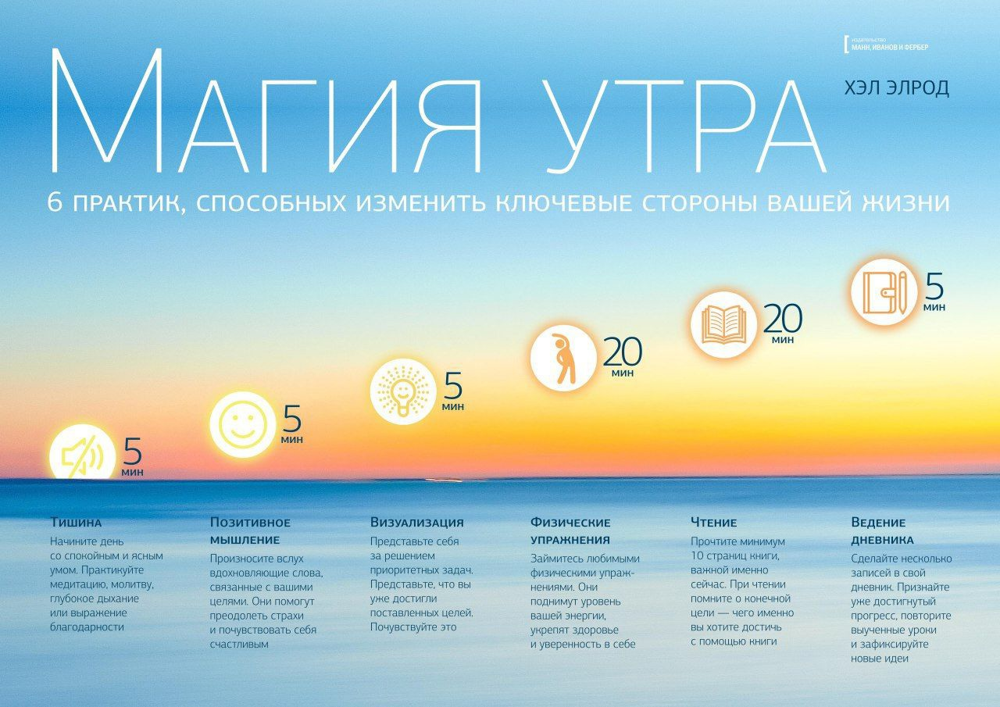 издательство
МАНН, ИВАНОВ И ФЕРБЕР
МАГИЯ УТРА
ХЭЛ ЭЛРОД
6 ПРАКТИК, СПОСОБНЫХ ИЗМЕНИТЬ КЛЮЧЕВЫЕ СТОРОНЫ ВАШЕЙ ЖИЗНИ
5
мин
5
мин
5
мин
20
мин
20
мин
5
мин
Тишина
Начините день
со спокойным и ясным
умом. Практикуйте
медитацию, молитву,
глубокое дыхание
или выражение
благодарности
Позитивное
мышление
Произносите вслух
вдохновляющие слова,
связанные с вашими
целями. Они помогут
преодолеть страхи
и почувствовать себя
счастливым
Визуализация
Представьте себя
за решением
приоритетных задач.
Представьте, что вы
уже достигли
поставленных целей.
Почувствуйте это
Физические
упражнения
Займитесь любимыми
физическими упраж-
нениями. Они
поднимут уровень
вашей энергии,
укрепят здоровье
и уверенность в себе
Чтение
Прочтите минимум
10 страниц книги,
важной именно
сейчас. При чтении
помните о конечной
цели — чего именно
вы хотите достичь
с помощью книги
Ведение
дневника
Сделайте несколько
записей в свой
дневник. Признайте
уже достигнутый
прогресс, повторите
выученные уроки
и зафиксируйте
новые идеи